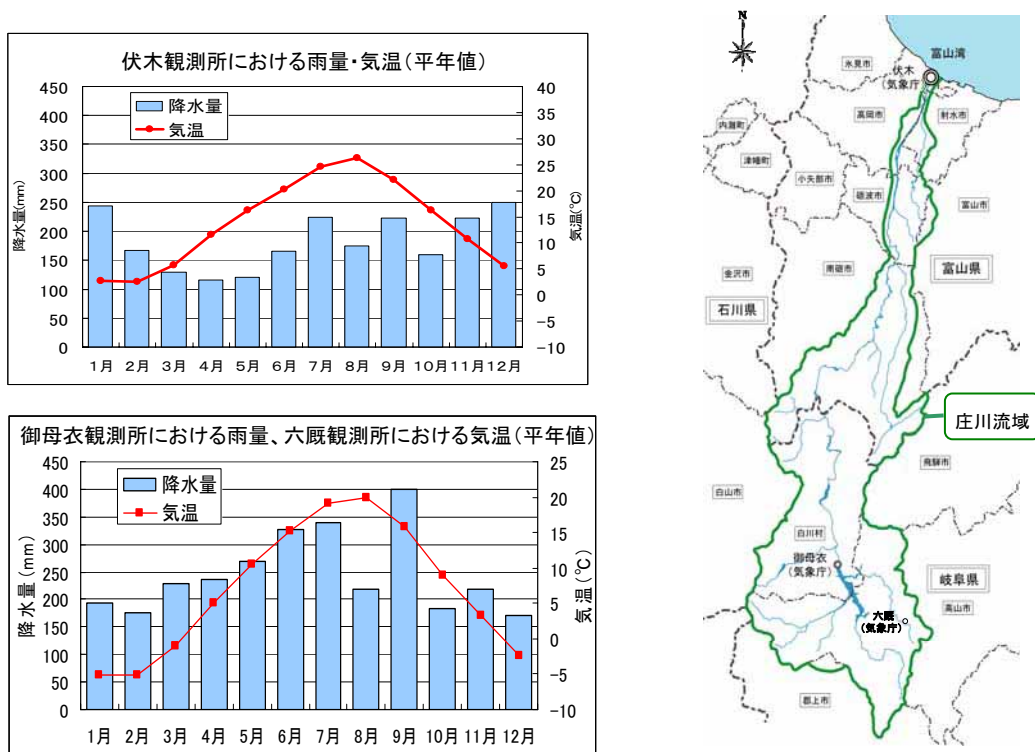 伏木観測所における雨量・気温(平年値)
降水量
気温
降水量(mm)
450
400
350
300
250
200
150
100
50
0
気温(℃)
40
35
30
25
20
15
10
5
0
-5
-10
1月 2月 3月 4月 5月 6月 7月 8月 9月 10月 11月 12月
御母衣観測所における雨量、六厩観測所における気温(平年値)
降水量
気温
降水量(mm)
450
400
350
300
250
200
150
100
50
0
気温(℃)
25
20
15
10
5
0
-5
-10
1月 2月 3月 4月 5月 6月 7月 8月 9月 10月 11月 12月
N
富山湾
氷見市
伏木
(気象庁)
高岡市
射水市
内灘町
津幡町
小矢部市
砺波市
富山市
南砺市
金沢市
富山県
石川県
庄川流域
飛騨市
白山市
白川村
御母衣
(気象庁)
岐阜県
高山市
六厩
(気象庁)
郡上市